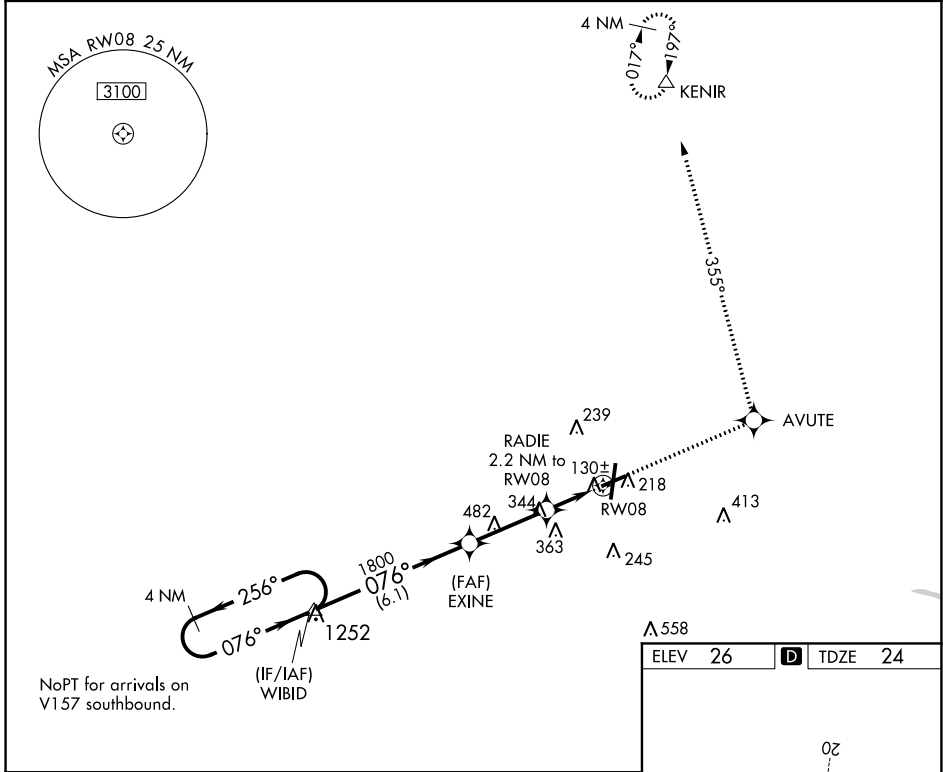 MSA RW08 25 NM
3100
4 NM
017°
197°
KENIR
355°
AVUTE
239
RADIE
2.2 NM to
RW08
130±
218
RW08
344
482
363
413
245
1800
076°
(6.1)
(FAF)
EXINE
4 NM
256°
076°
1252
(IF/IAF)
WIBID
NoPT for arrivals on
V157 southbound.
558
ELEV 26 D TDZE 24
20